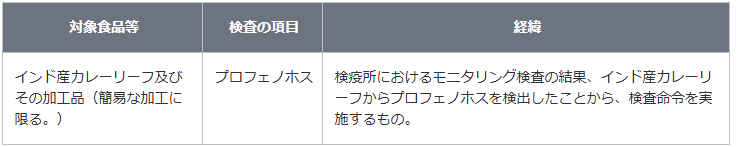 対象食品等
検査の項目
経緯
インド産カレーリーフ及び
その加工品（簡易な加工に
限る。）
プロフェノホス
検疫所におけるモニタリング検査の結果、インド産カレーリ
ーフからプロフェノホスを検出したことから、検査命令を実
施するもの。